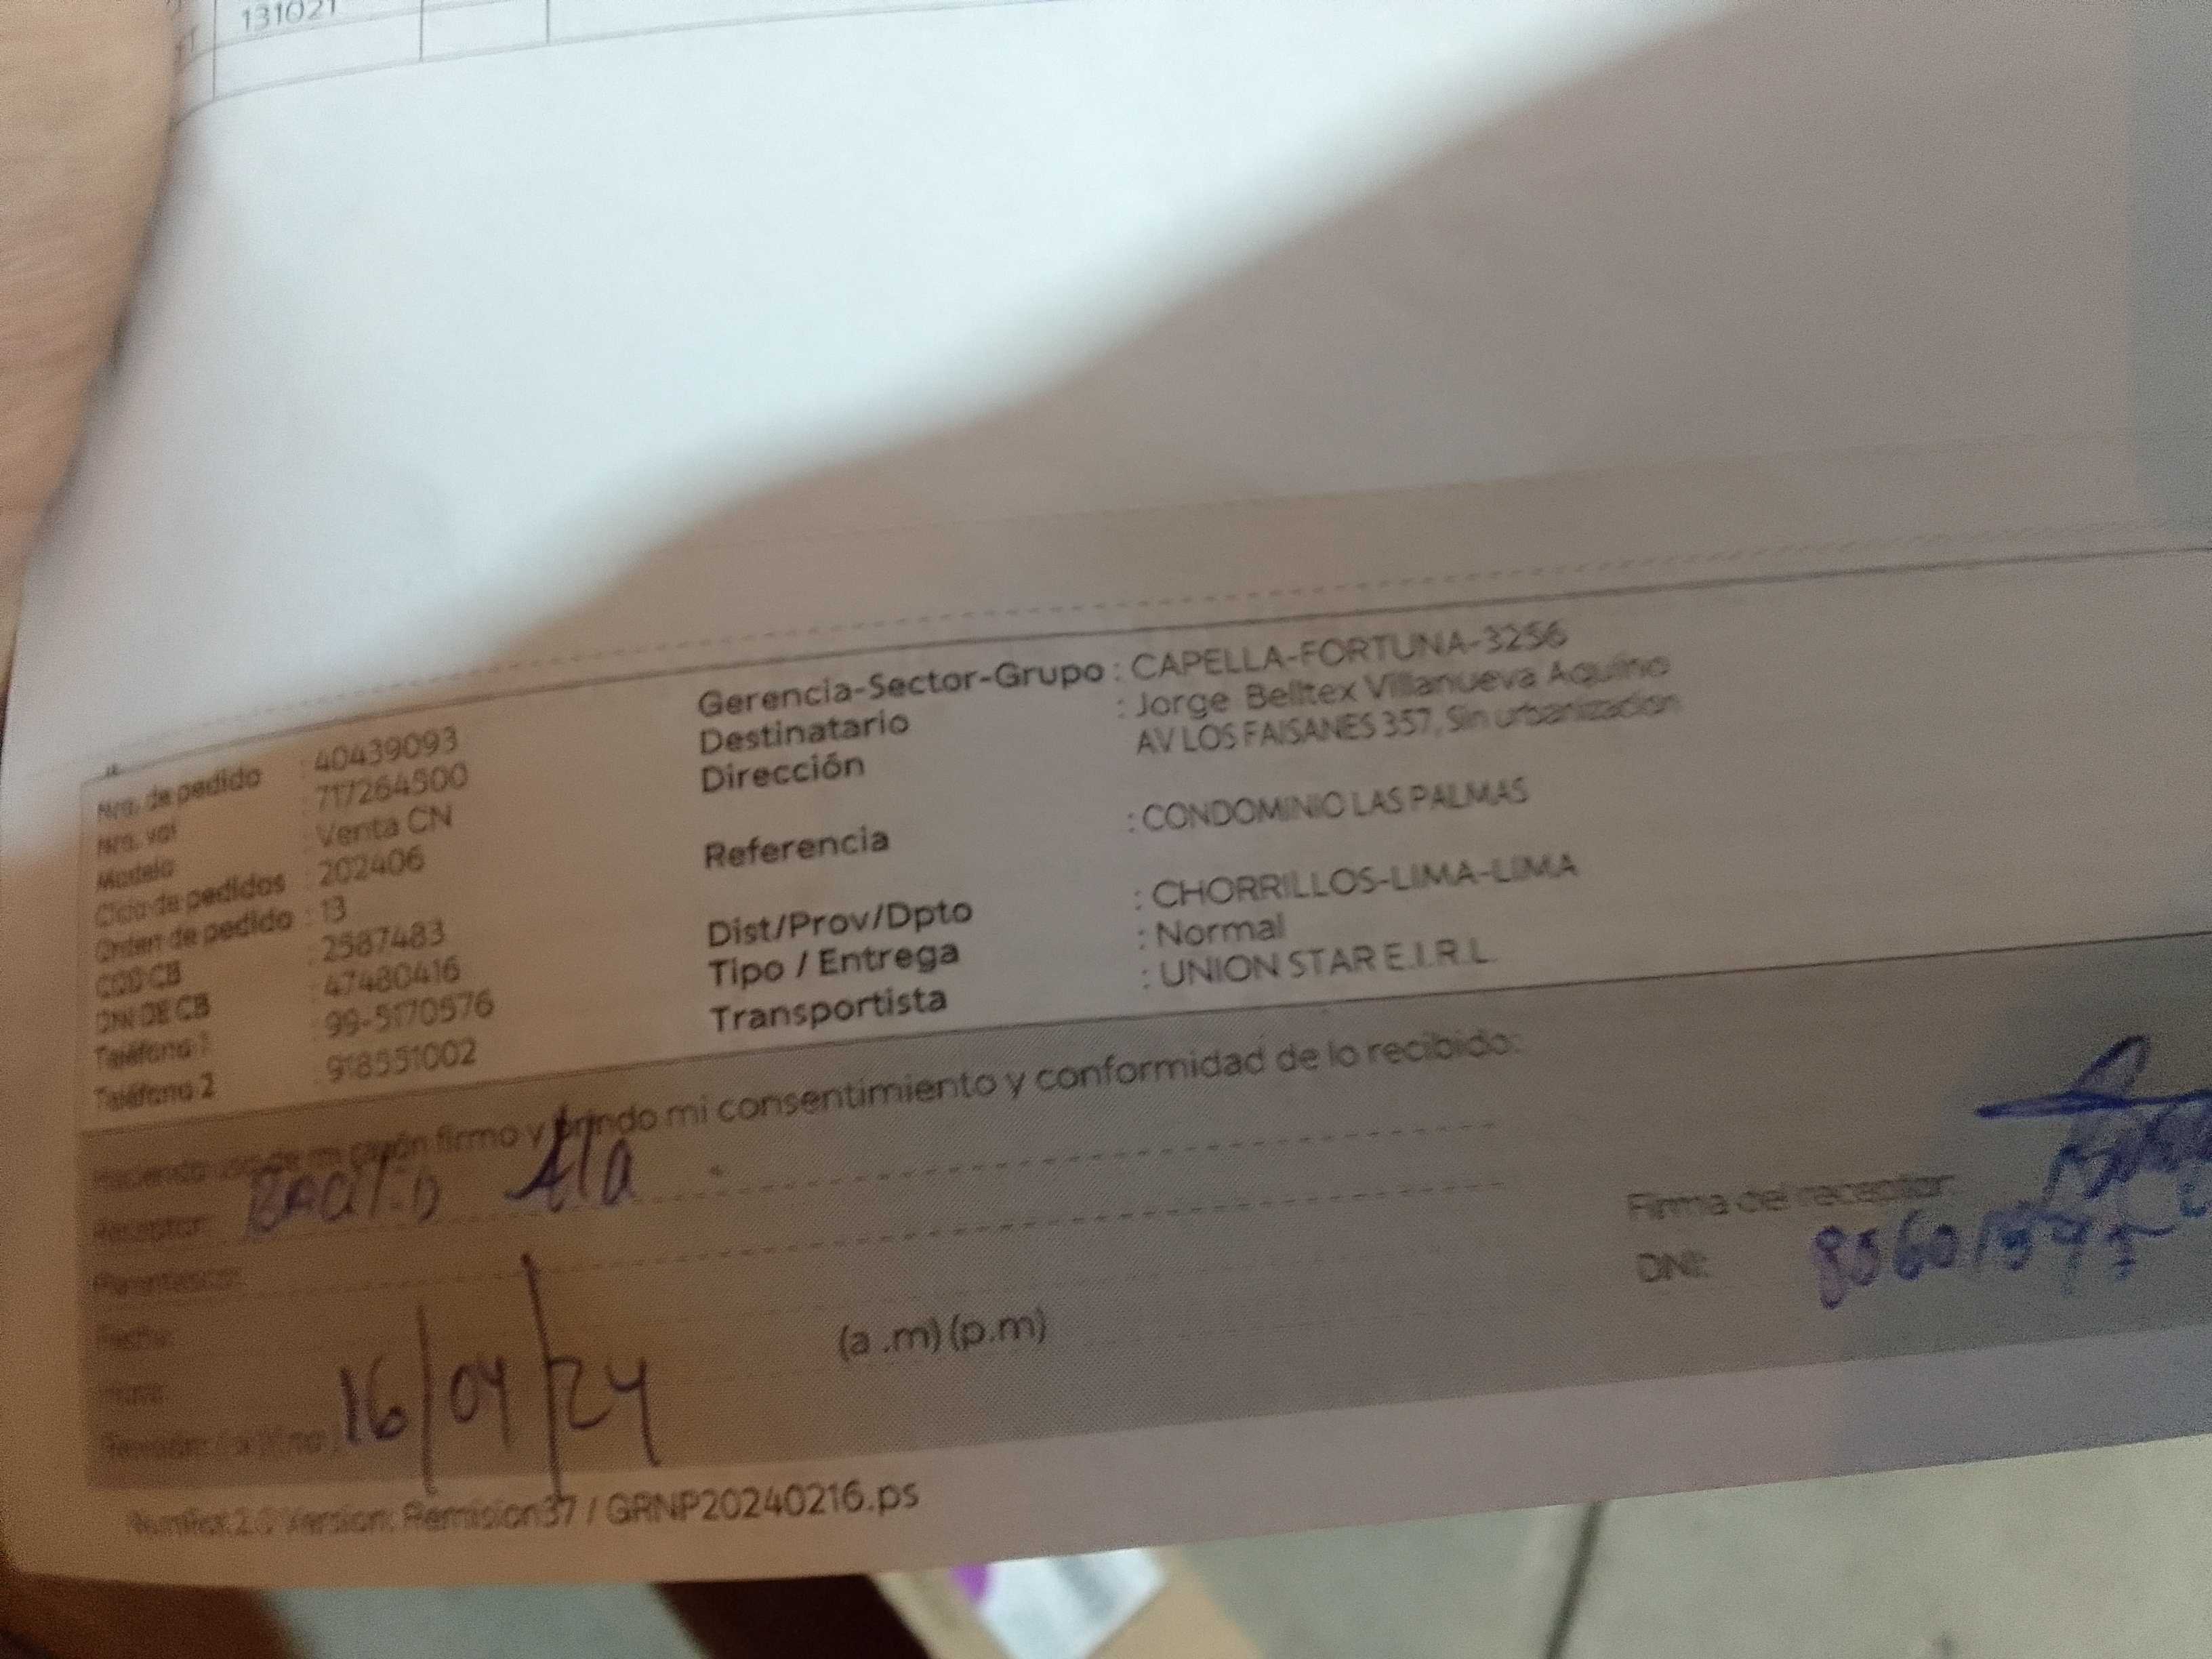 131021
Nro. de pedido : 40439093
Nro. val : 717264500
Modelo : Venta CN
Ciclo de pedidos : 202406
Orden de pedido : 13
COD CB : 2587483
DNI DE CB : 47480416
Teléfono 1 : 99-5170576
Teléfono 2 : 918551002
Gerencia-Sector-Grupo : CAPELLA-FORTUNA-3256
Destinatario : Jorge Belltex Villanueva Aquino
Dirección AV LOS FAISANES 357, Sin urbanizacion
Referencia : CONDOMINIO LAS PALMAS
Dist/Prov/Dpto : CHORRILLOS-LIMA-LIMA
Tipo / Entrega : Normal
Transportista : UNION STAR E.I.R.L.
Haciendo uso de mi razón firmo y brindo mi consentimiento y conformidad de lo recibido:
Receptor:
Parentesco:
Fecha:
Hora: (a .m) (p.m)
16/04/24
Firma del receptor
DNI:
Version: Remision37 / GRNP20240216.ps